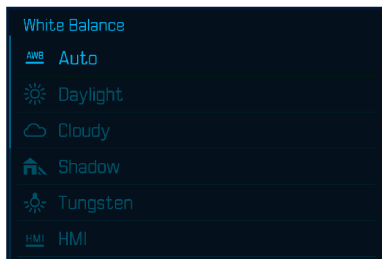 White Balance
AWB Auto
Daylight
Cloudy
Shadow
Tungsten
HMI HMI